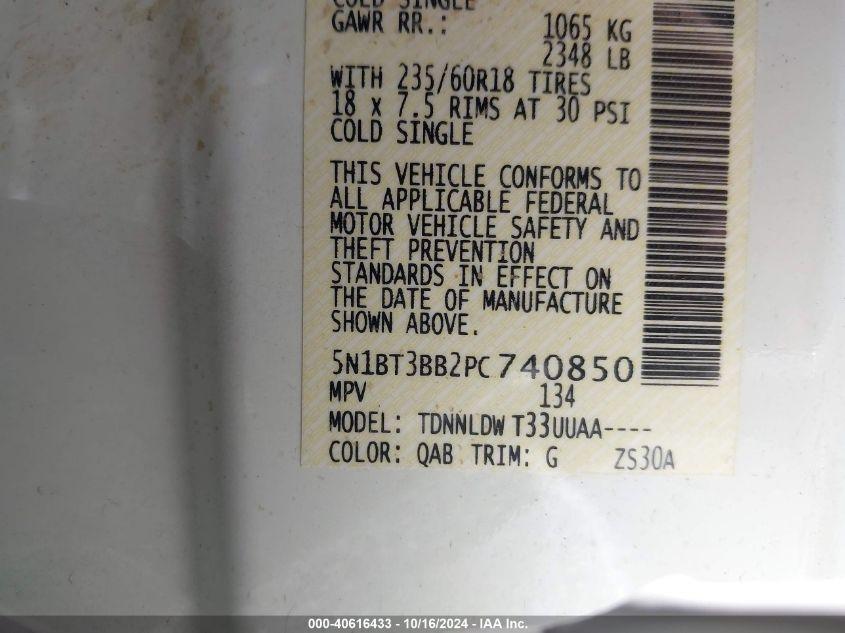 COLD SINGLE
GAWR RR.: 1065 KG
2348 LB
WITH 235/60R18 TIRES
18 x 7.5 RIMS AT 30 PSI
COLD SINGLE
THIS VEHICLE CONFORMS TO
ALL APPLICABLE FEDERAL
MOTOR VEHICLE SAFETY AND
THEFT PREVENTION
STANDARDS IN EFFECT ON
THE DATE OF MANUFACTURE
SHOWN ABOVE.
5N1BT3BB2PC740850
MPV 134
MODEL: TDNNLDW T33UUAA----
COLOR: QAB TRIM: G ZS30A
000-40616433 - 10/16/2024 - IAA Inc.